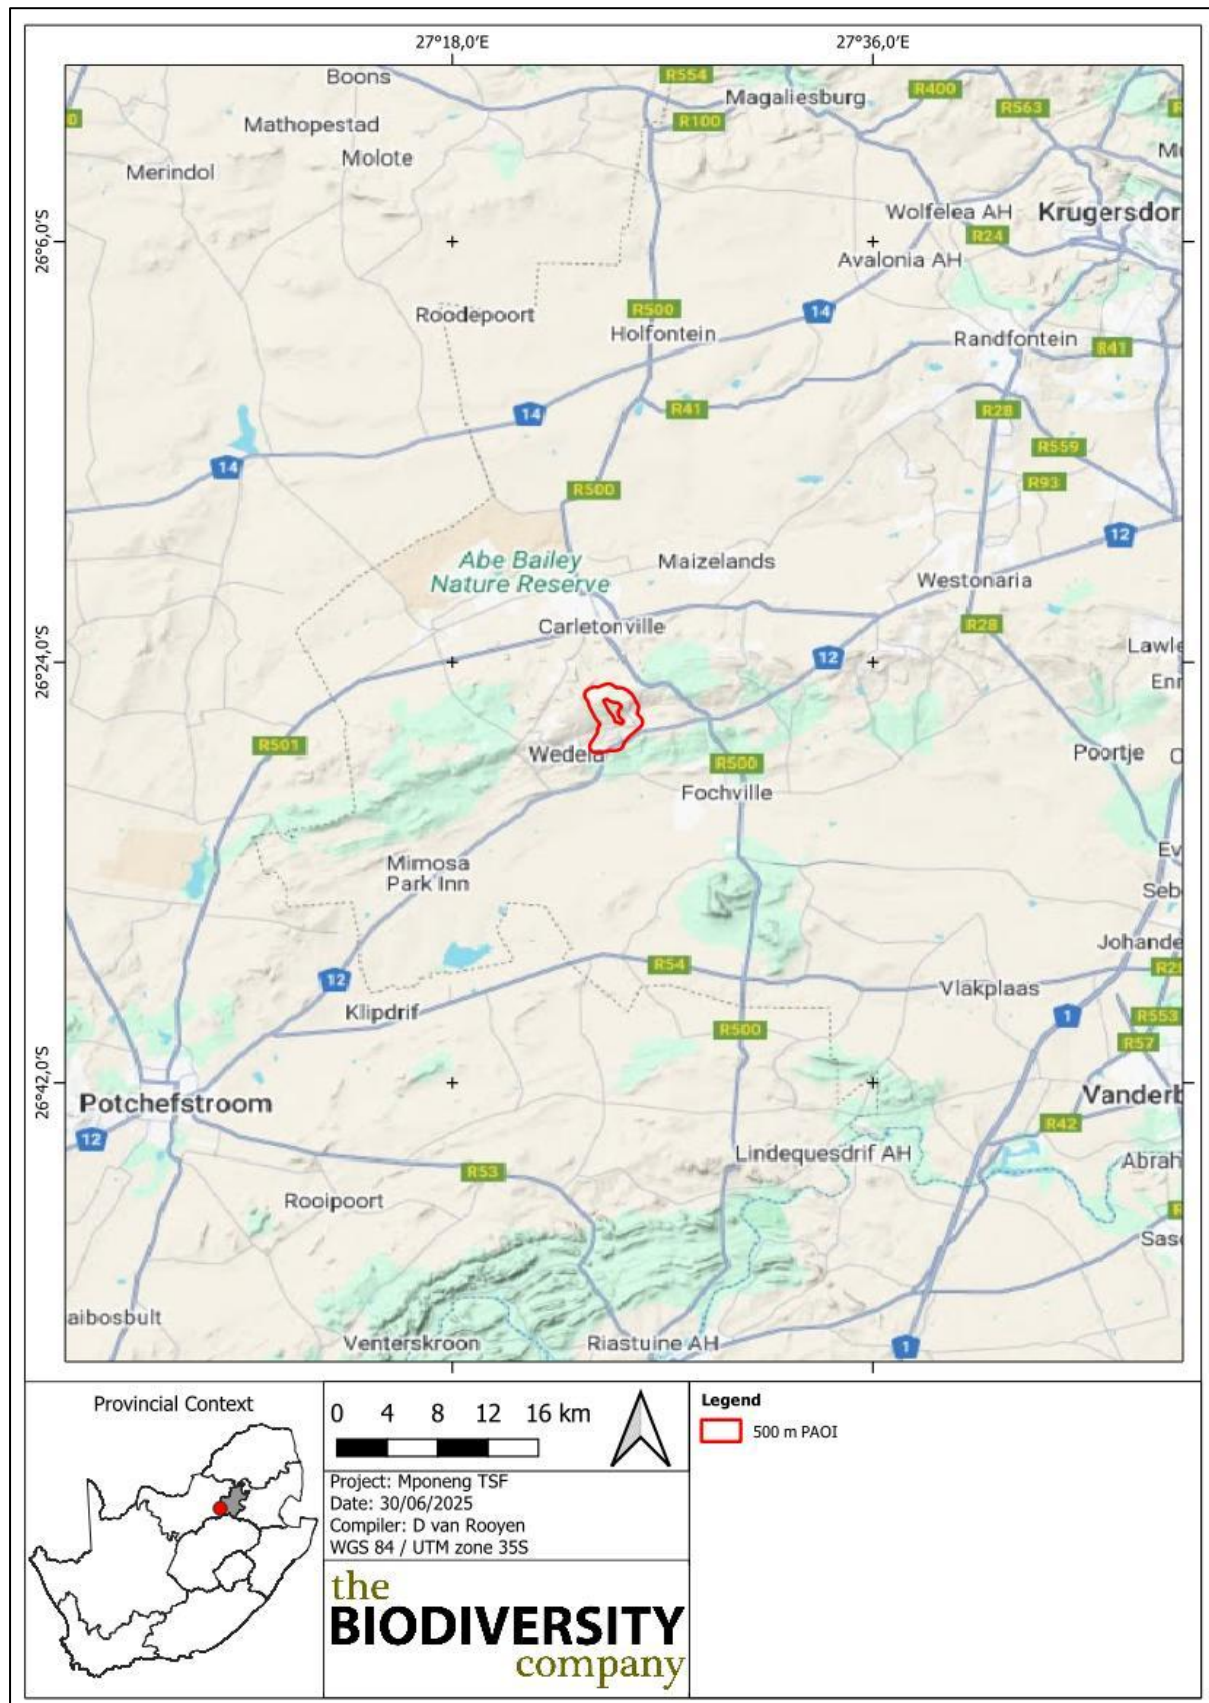 27°18,0'E
27°36,0'E
Boons
R554
Magaliesburg
R400
R563
R100
Mathopestad
Molote
Merindol
Wolfelea AH
Krugersdor
26°6,0'S
R24
Avalonia AH
Roodepoort
R500
14
Holfontein
Randfontein
R41
14
R41
R28
R559
14
R93
R500
12
Abe Bailey
Nature Reserve
Maizelands
Westonaria
Carletonville
R28
26°24,0'S
12
Lawle
Enn
R501
Wedela
R500
Poortje
Fochville
Mimosa
Park Inn
Ev
Seb
Johande
12
R54
Klipdrif
Vlakplaas
1
R500
R553
R57
26°42,0'S
Potchefstroom
Vanderb
12
R42
Lindequesdrif AH
Abrah
R53
Rooipoort
Saso
aibosbult
Venterskroon
Riastuine AH
1
Provincial Context
0 4 8 12 16 km
Project: Mponeng TSF
Date: 30/06/2025
Compiler: D van Rooyen
WGS 84 / UTM zone 35S
the
BIODIVERSITY
company
Legend
500 m PAOI